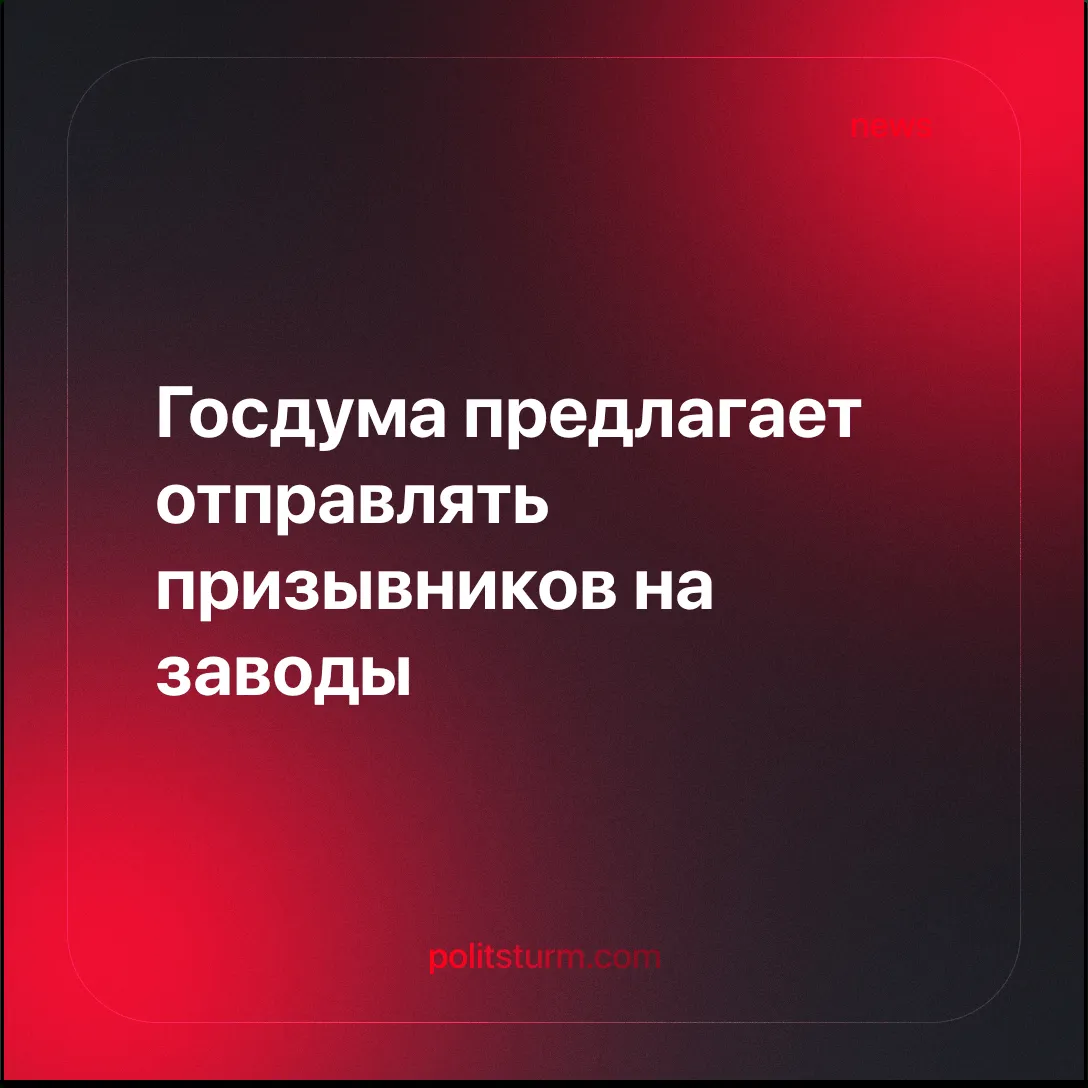 news
Госдума предлагает
отправлять
призывников на
заводы
politsturm.com